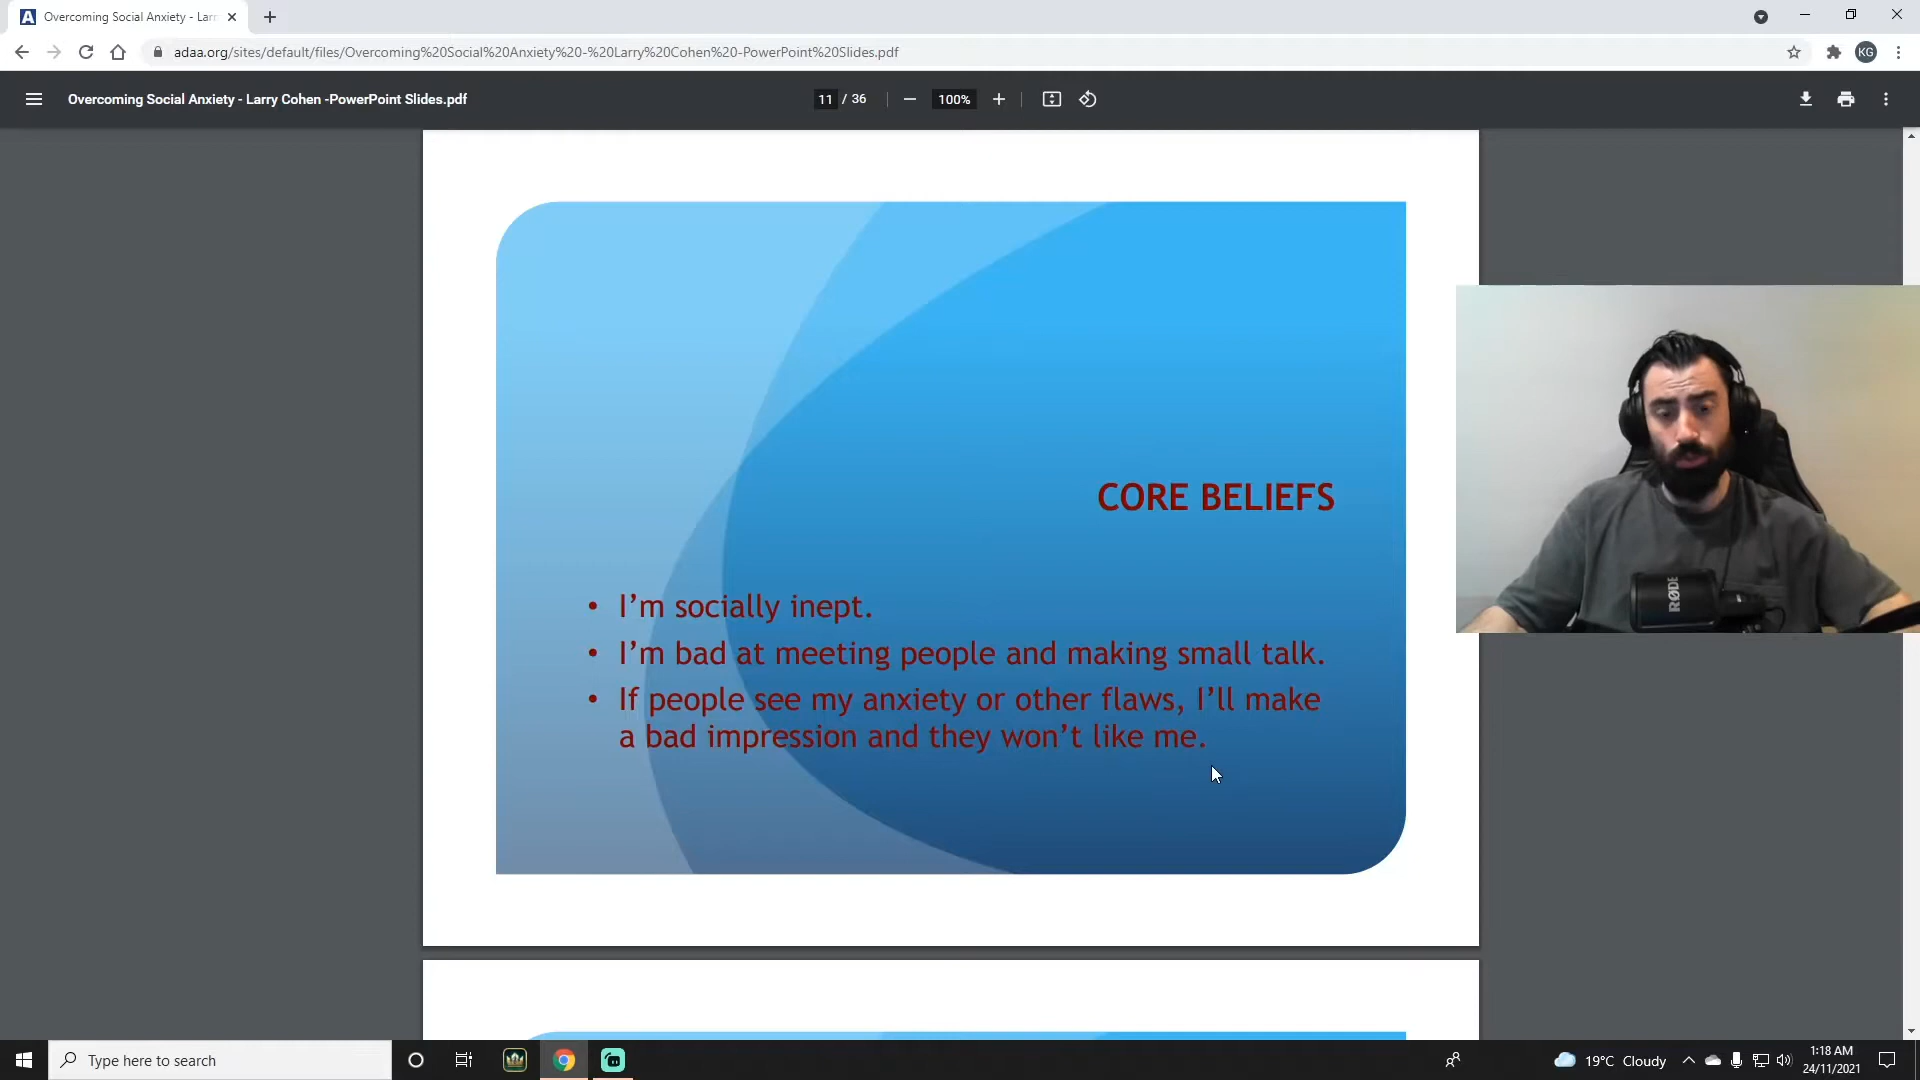 Overcoming Social Anxiety - Larr
adaa.org/sites/default/files/Overcoming%20Social%20Anxiety%20-%20Larry%20Cohen%20-PowerPoint%20Slides.pdf
KG
Overcoming Social Anxiety - Larry Cohen -PowerPoint Slides.pdf
11 / 36
100%
CORE BELIEFS
• I’m socially inept.
• I’m bad at meeting people and making small talk.
• If people see my anxiety or other flaws, I’ll make
a bad impression and they won’t like me.
RØDE
Type here to search
19°C Cloudy
1:18 AM
24/11/2021